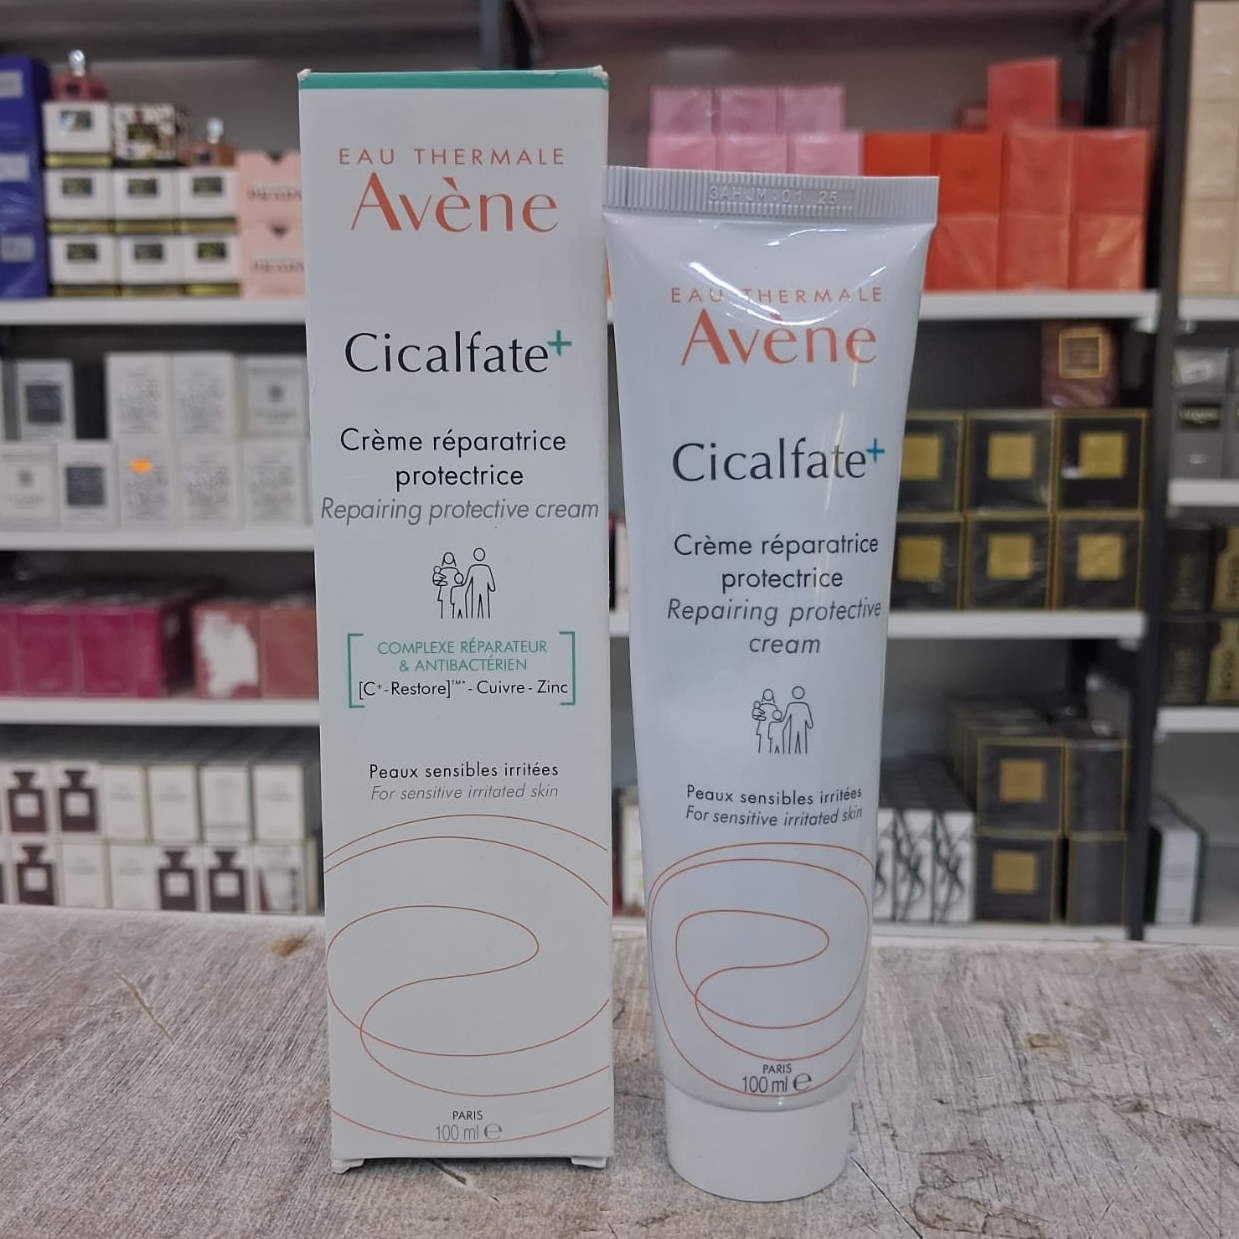 EAU THERMALE
Avène
Cicalfate+
Crème réparatrice
protectrice
Repairing protective cream
COMPLEXE RÉPARATEUR
& ANTIBACTÉRIEN
[C+-Restore]™* - Cuivre - Zinc
Peaux sensibles irritées
For sensitive irritated skin
PARIS
100 ml ℮
EAU THERMALE
Avène
Cicalfate+
Crème réparatrice
protectrice
Repairing protective
cream
Peaux sensibles irritées
For sensitive irritated skin
PARIS
100 ml ℮